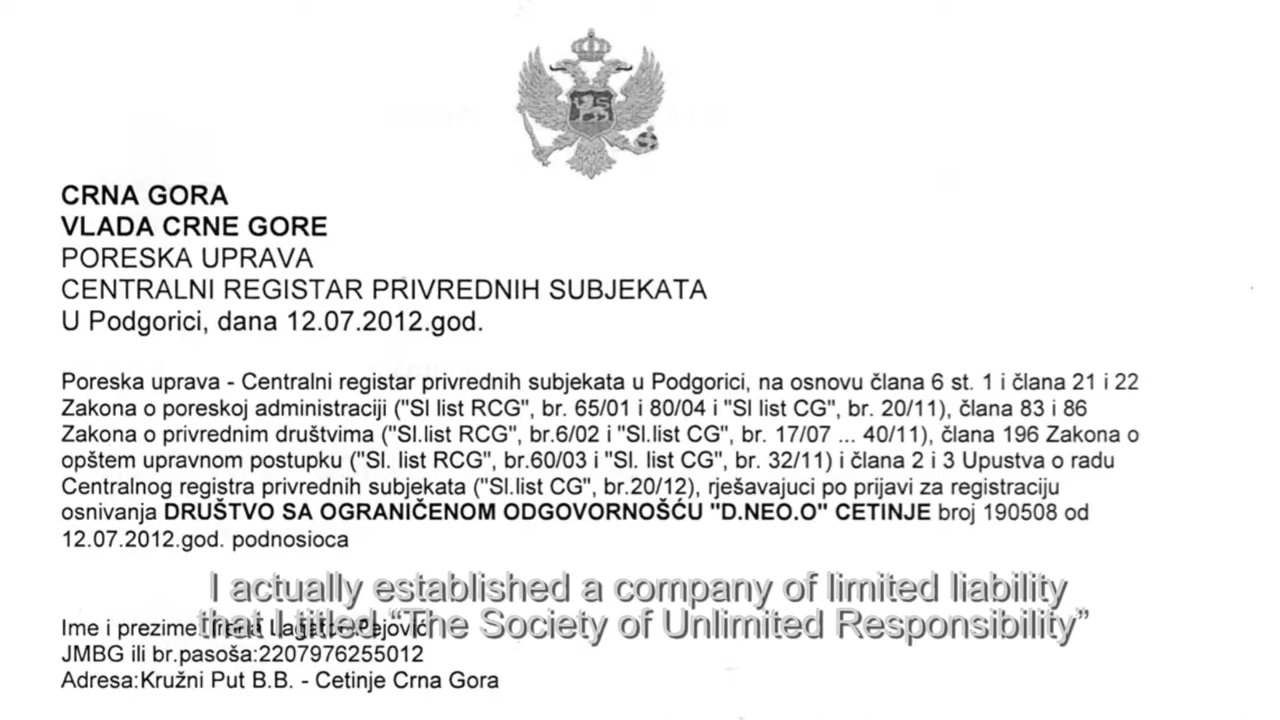 CRNA GORA
VLADA CRNE GORE
PORESKA UPRAVA
CENTRALNI REGISTAR PRIVREDNIH SUBJEKATA
U Podgorici, dana 12.07.2012.god.
Poreska uprava - Centralni registar privrednih subjekata u Podgorici, na osnovu člana 6 st. 1 i člana 21 i 22
Zakona o poreskoj administraciji ("Sl list RCG", br. 65/01 i 80/04 i "Sl list CG", br. 20/11), člana 83 i 86
Zakona o privrednim društvima ("Sl.list RCG", br.6/02 i "Sl.list CG", br. 17/07 ... 40/11), člana 196 Zakona o
opštem upravnom postupku ("Sl. list RCG", br.60/03 i "Sl. list CG", br. 32/11) i člana 2 i 3 Upustva o radu
Centralnog registra privrednih subjekata ("Sl.list CG", br.20/12), rješavajuci po prijavi za registraciju
osnivanja DRUŠTVO SA OGRANIČENOM ODGOVORNOŠĆU "D.NEO.O" CETINJE broj 190508 od
12.07.2012.god. podnosioca
I actually established a company of limited liability
that I titled “The Society of Unlimited Responsibility”
Ime i prezime: Lagator Pejović
JMBG ili br.pasoša:2207976255012
Adresa:Kružni Put B.B. - Cetinje Crna Gora